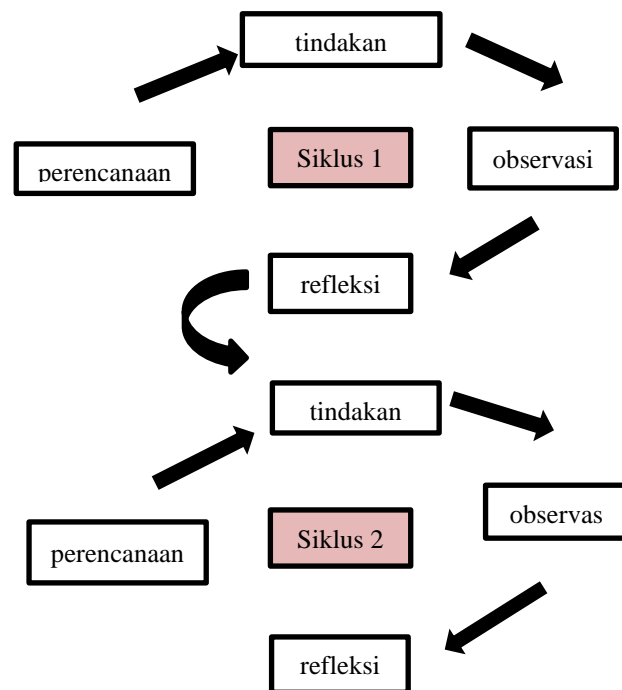 tindakan
perencanaan
Siklus 1
observasi
refleksi
tindakan
perencanaan
Siklus 2
observas
refleksi